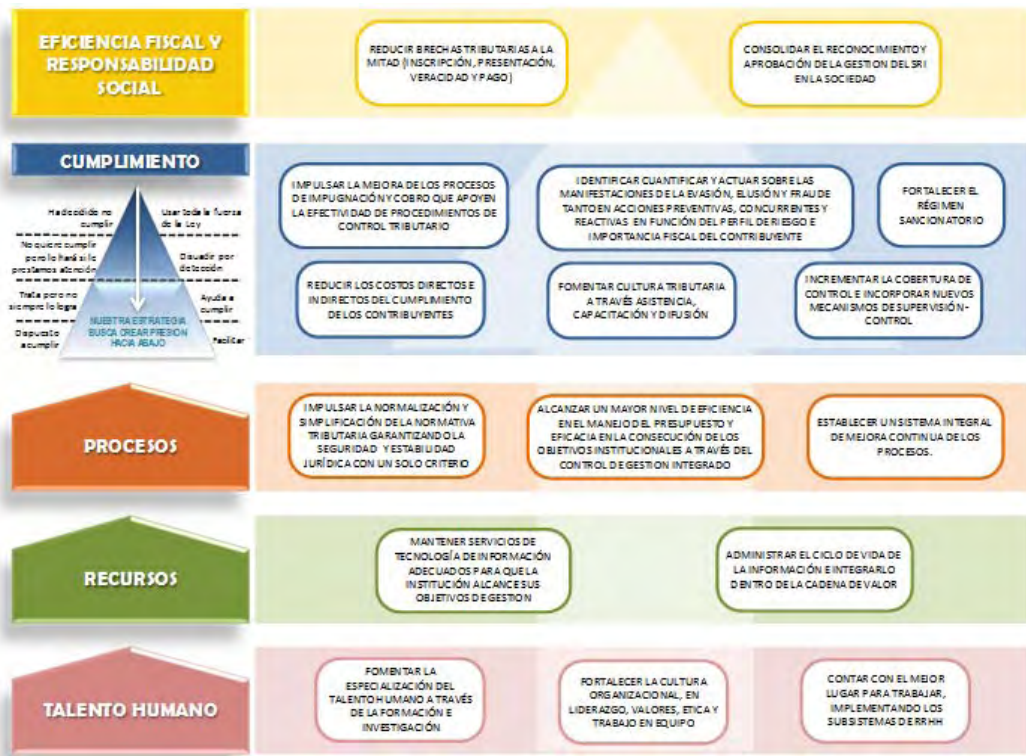 EFICIENCIA FISCAL Y
RESPONSABILIDAD
SOCIAL
REDUCIR BRECHAS TRIBUTARIAS A LA
MITAD (INSCRIPCIÓN, PRESENTACIÓN,
VERACIDAD Y PAGO)
CONSOLIDAR EL RECONOCIMIENTO Y
APROBACIÓN DE LA GESTION DEL SRI
EN LA SOCIEDAD
CUMPLIMIENTO
Ha decidido no
cumplir
Usar toda la fuerza
de la Ley
No quiere cumplir
pero lo hará si le
prestamos atención
Disuadir por
detección
Trata pero no
siempre lo logra
Ayuda a
cumplir
Dispuesto
a cumplir
Facilitar
NUESTRA ESTRATEGIA
BUSCA CREAR PRESION
HACIA ABAJO
IMPULSAR LA MEJORA DE LOS PROCESOS
DE IMPUGNACIÓN Y COBRO QUE APOYEN
LA EFECTIVIDAD DE PROCEDIMIENTOS DE
CONTROL TRIBUTARIO
IDENTIFICAR CUANTIFICAR Y ACTUAR SOBRE LAS
MANIFESTACIONES DE LA EVASIÓN, ELUSIÓN Y FRAUDE
TANTO EN ACCIONES PREVENTIVAS, CONCURRENTES Y
REACTIVAS EN FUNCIÓN DEL PERFIL DE RIESGO E
IMPORTANCIA FISCAL DEL CONTRIBUYENTE
FORTALECER EL
RÉGIMEN
SANCIONATORIO
REDUCIR LOS COSTOS DIRECTOS E
INDIRECTOS DEL CUMPLIMIENTO
DE LOS CONTRIBUYENTES
FOMENTAR CULTURA TRIBUTARIA
A TRAVÉS ASISTENCIA,
CAPACITACIÓN Y DIFUSIÓN
INCREMENTAR LA COBERTURA DE
CONTROL E INCORPORAR NUEVOS
MECANISMOS DE SUPERVISIÓN-
CONTROL
PROCESOS
IMPULSAR LA NORMALIZACIÓN Y
SIMPLIFICACIÓN DE LA NORMATIVA
TRIBUTARIA GARANTIZANDO LA
SEGURIDAD Y ESTABILIDAD
JURÍDICA CON UN SOLO CRITERIO
ALCANZAR UN MAYOR NIVEL DE EFICIENCIA
EN EL MANEJO DEL PRESUPUESTO Y
EFICACIA EN LA CONSECUCIÓN DE LOS
OBJETIVOS INSTITUCIONALES A TRAVÉS DEL
CONTROL DE GESTION INTEGRADO
ESTABLECER UN SISTEMA INTEGRAL
DE MEJORA CONTINUA DE LOS
PROCESOS.
RECURSOS
MANTENER SERVICIOS DE
TECNOLOGÍA DE INFORMACIÓN
ADECUADOS PARA QUE LA
INSTITUCIÓN ALCANCE SUS
OBJETIVOS DE GESTION
ADMINISTRAR EL CICLO DE VIDA DE
LA INFORMACIÓN E INTEGRARLO
DENTRO DE LA CADENA DE VALOR
TALENTO HUMANO
FOMENTAR LA
ESPECIALIZACIÓN DEL
TALENTO HUMANO A TRAVÉS
DE LA FORMACIÓN E
INVESTIGACIÓN
FORTALECER LA CULTURA
ORGANIZACIONAL, EN
LIDERAZGO, VALORES, ETICA Y
TRABAJO EN EQUIPO
CONTAR CON EL MEJOR
LUGAR PARA TRABAJAR,
IMPLEMENTANDO LOS
SUBSISTEMAS DE RRHH